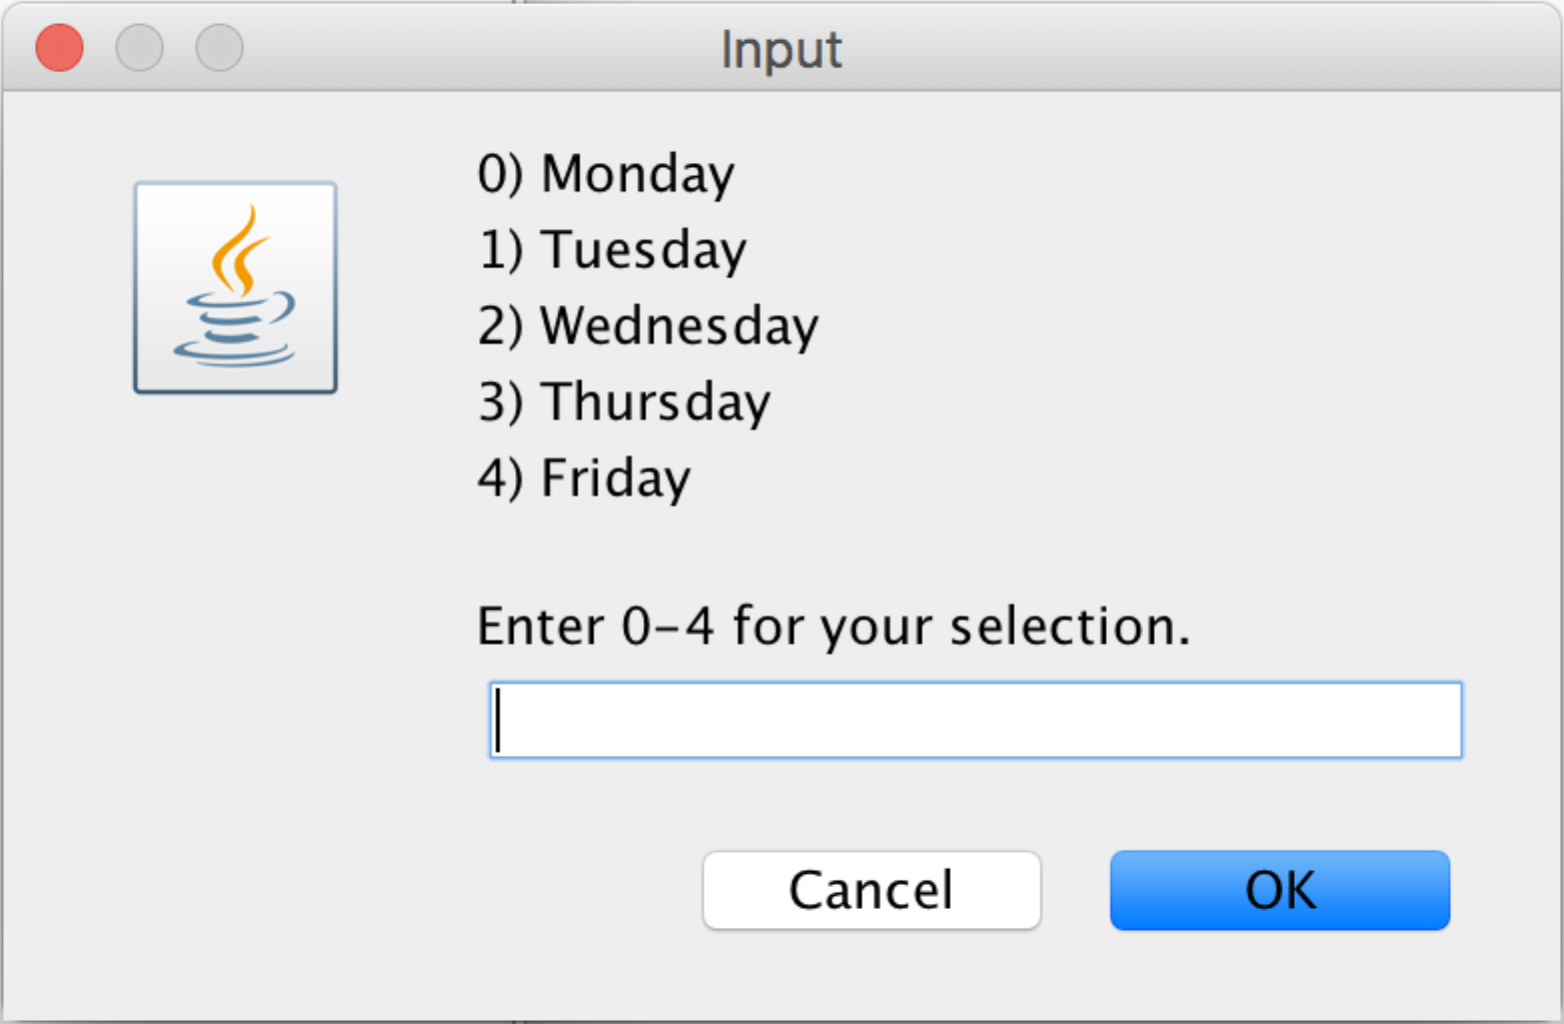 Input
0) Monday
1) Tuesday
2) Wednesday
3) Thursday
4) Friday
Enter 0-4 for your selection.
Cancel
OK